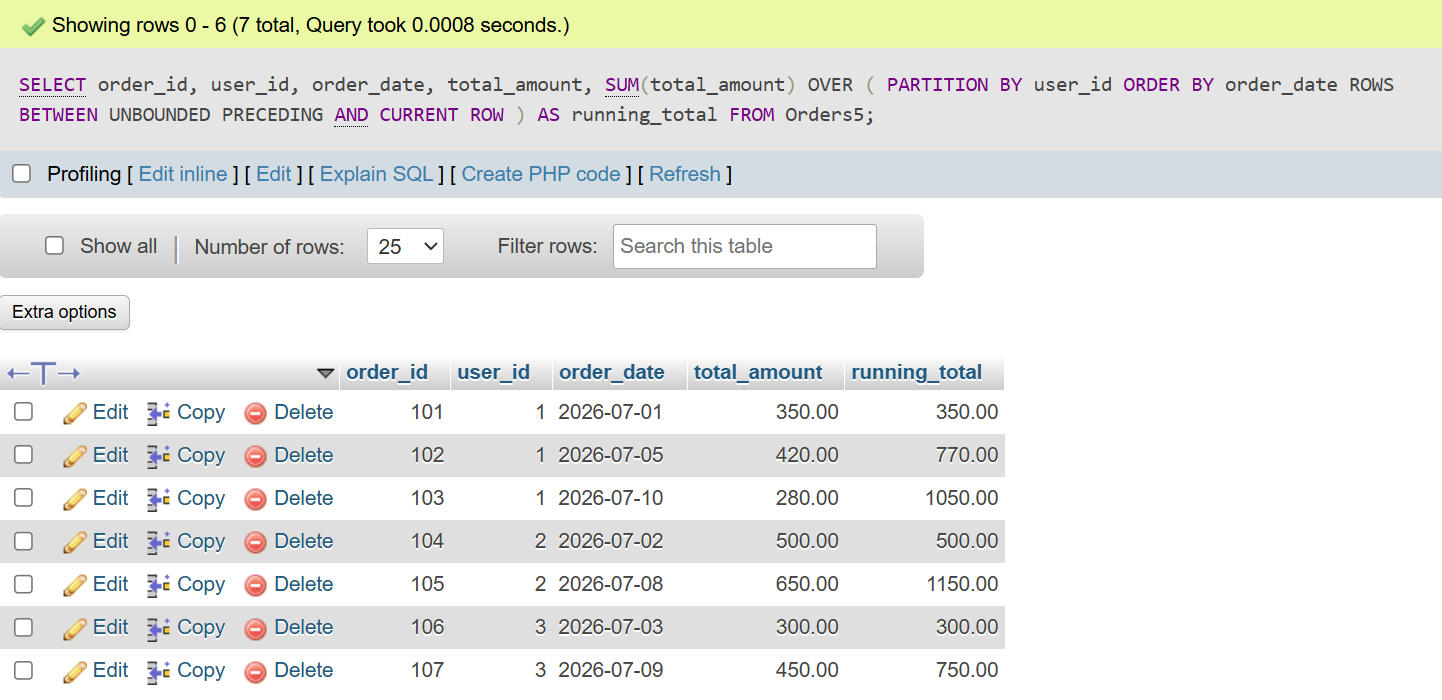 Showing rows 0 - 6 (7 total, Query took 0.0008 seconds.)
SELECT order_id, user_id, order_date, total_amount, SUM(total_amount) OVER ( PARTITION BY user_id ORDER BY order_date ROWS
BETWEEN UNBOUNDED PRECEDING AND CURRENT ROW ) AS running_total FROM Orders5;
Profiling [ Edit inline ] [ Edit ] [ Explain SQL ] [ Create PHP code ] [ Refresh ]
Show all | Number of rows: 25 Filter rows: Search this table
Extra options
order_id user_id order_date total_amount running_total
Edit Copy Delete 101 1 2026-07-01 350.00 350.00
Edit Copy Delete 102 1 2026-07-05 420.00 770.00
Edit Copy Delete 103 1 2026-07-10 280.00 1050.00
Edit Copy Delete 104 2 2026-07-02 500.00 500.00
Edit Copy Delete 105 2 2026-07-08 650.00 1150.00
Edit Copy Delete 106 3 2026-07-03 300.00 300.00
Edit Copy Delete 107 3 2026-07-09 450.00 750.00